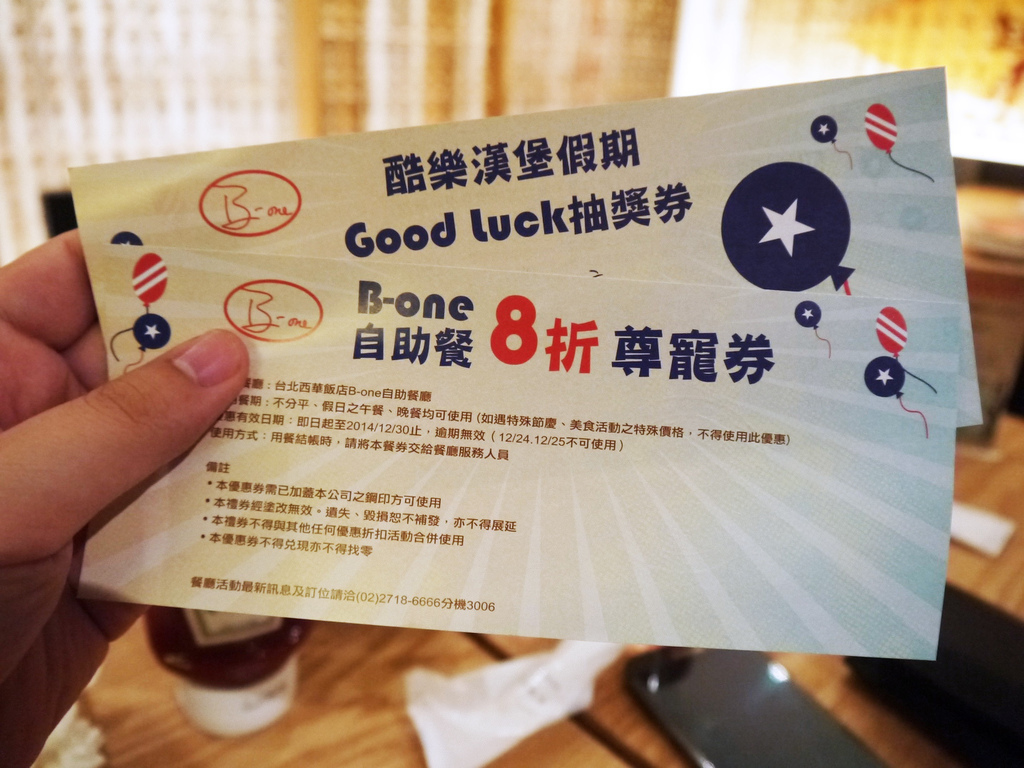 B-one
酷樂漢堡假期
Good Luck抽獎券
B-one
B-one
自助餐 8折 尊寵券
餐廳：台北西華飯店B-one自助餐廳
餐期：不分平、假日之午餐、晚餐均可使用 (如遇特殊節慶、美食活動之特殊價格，不得使用此優惠)
惠有效日期：即日起至2014/12/30止，逾期無效（12/24.12/25不可使用）
使用方式：用餐結帳時，請將本餐券交給餐廳服務人員
備註
* 本優惠券需已加蓋本公司之鋼印方可使用
* 本禮券經塗改無效。遺失、毀損恕不補發，亦不得展延
* 本禮券不得與其他任何優惠折扣活動合併使用
* 本優惠券不得兌現亦不得找零
餐廳活動最新訊息及訂位請洽(02)2718-6666分機3006